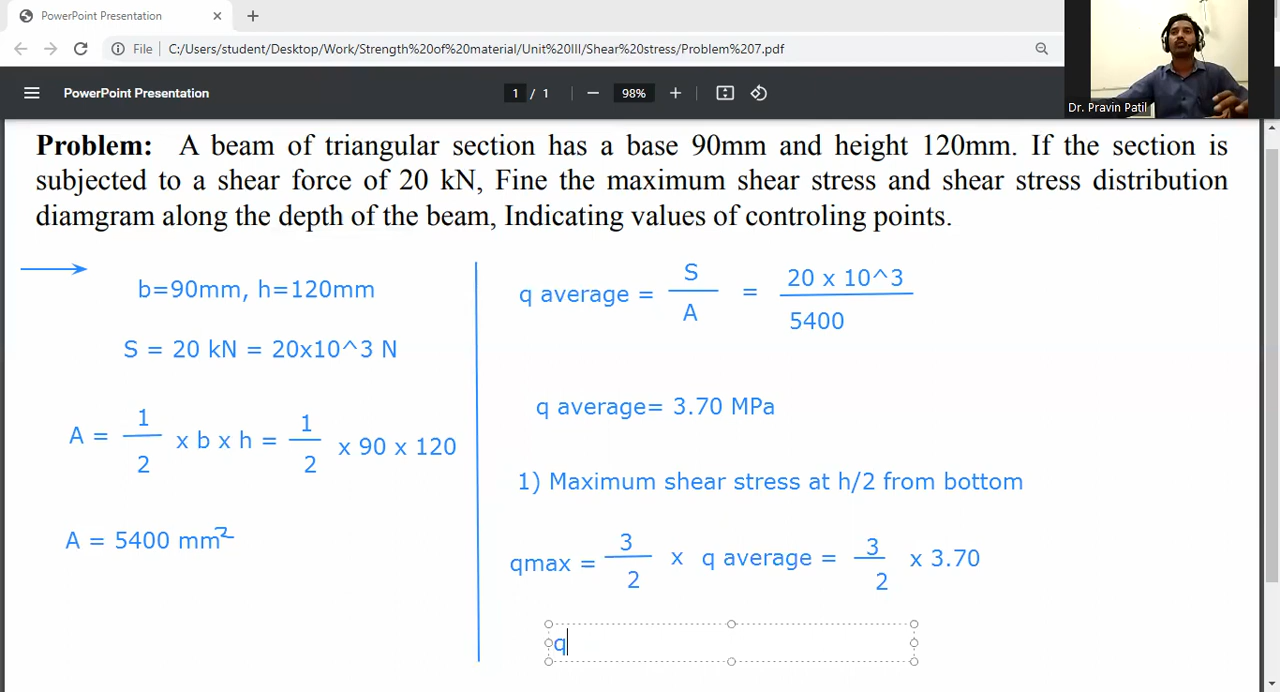 PowerPoint Presentation
File C:/Users/student/Desktop/Work/Strength%20of%20material/Unit%20III/Shear%20stress/Problem%207.pdf
PowerPoint Presentation
1 / 1
98%
Dr. Pravin Patil
Problem: A beam of triangular section has a base 90mm and height 120mm. If the section is
subjected to a shear force of 20 kN, Fine the maximum shear stress and shear stress distribution
diamgram along the depth of the beam, Indicating values of controling points.
b=90mm, h=120mm
S = 20 kN = 20x10^3 N
A = 1/2 x b x h = 1/2 x 90 x 120
A = 5400 mm²
q average = S/A = 20 x 10^3/5400
q average= 3.70 MPa
1) Maximum shear stress at h/2 from bottom
qmax = 3/2 x q average = 3/2 x 3.70
q